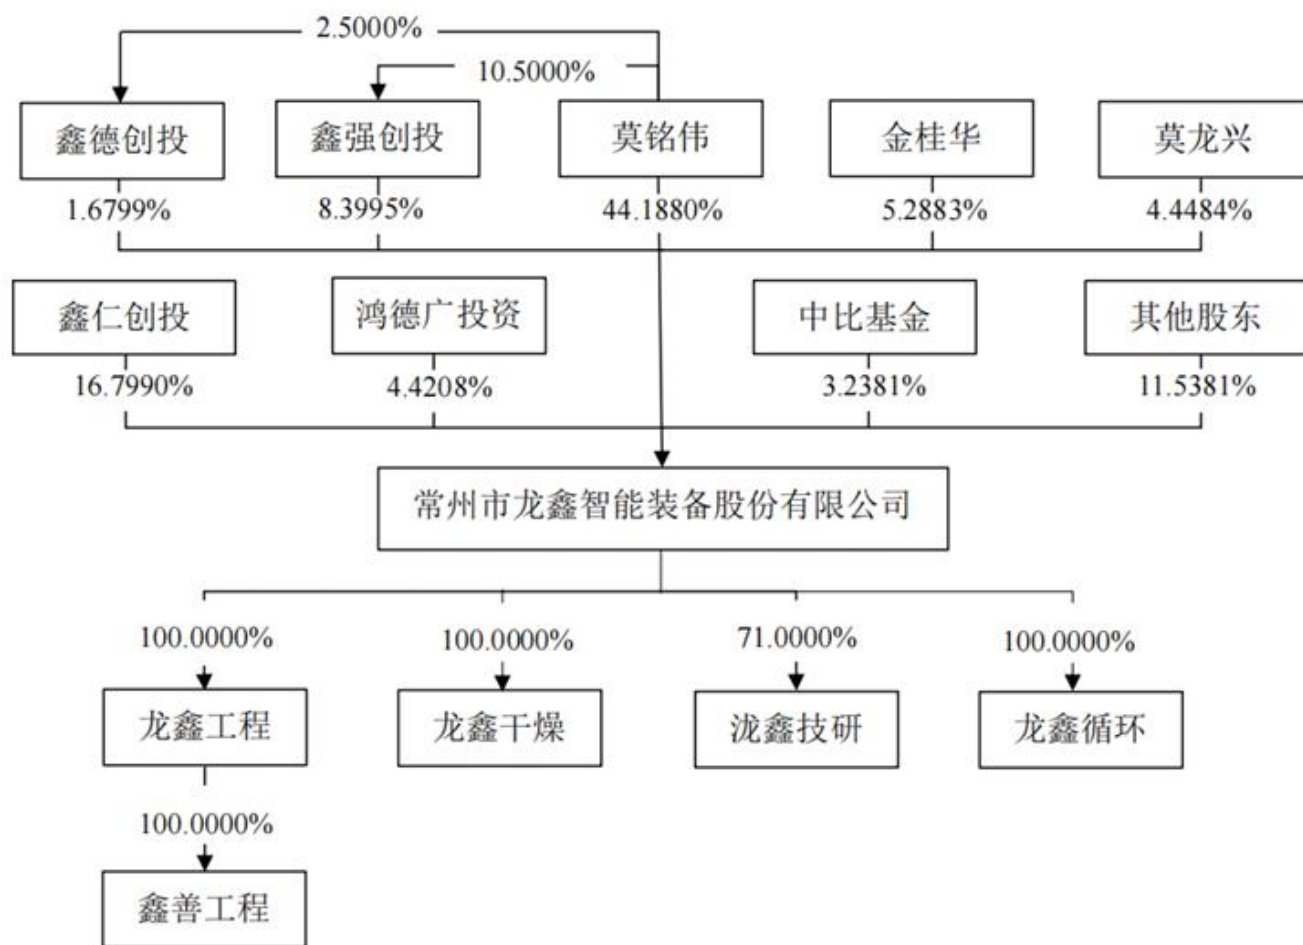 2.5000%
10.5000%
鑫德创投 鑫强创投 莫铭伟 金桂华 莫龙兴
1.6799% 8.3995% 44.1880% 5.2883% 4.4484%
鑫仁创投 鸿德广投资 中比基金 其他股东
16.7990% 4.4208% 3.2381% 11.5381%
常州市龙鑫智能装备股份有限公司
100.0000% 100.0000% 71.0000% 100.0000%
龙鑫工程 龙鑫干燥 泷鑫技研 龙鑫循环
100.0000%
鑫善工程